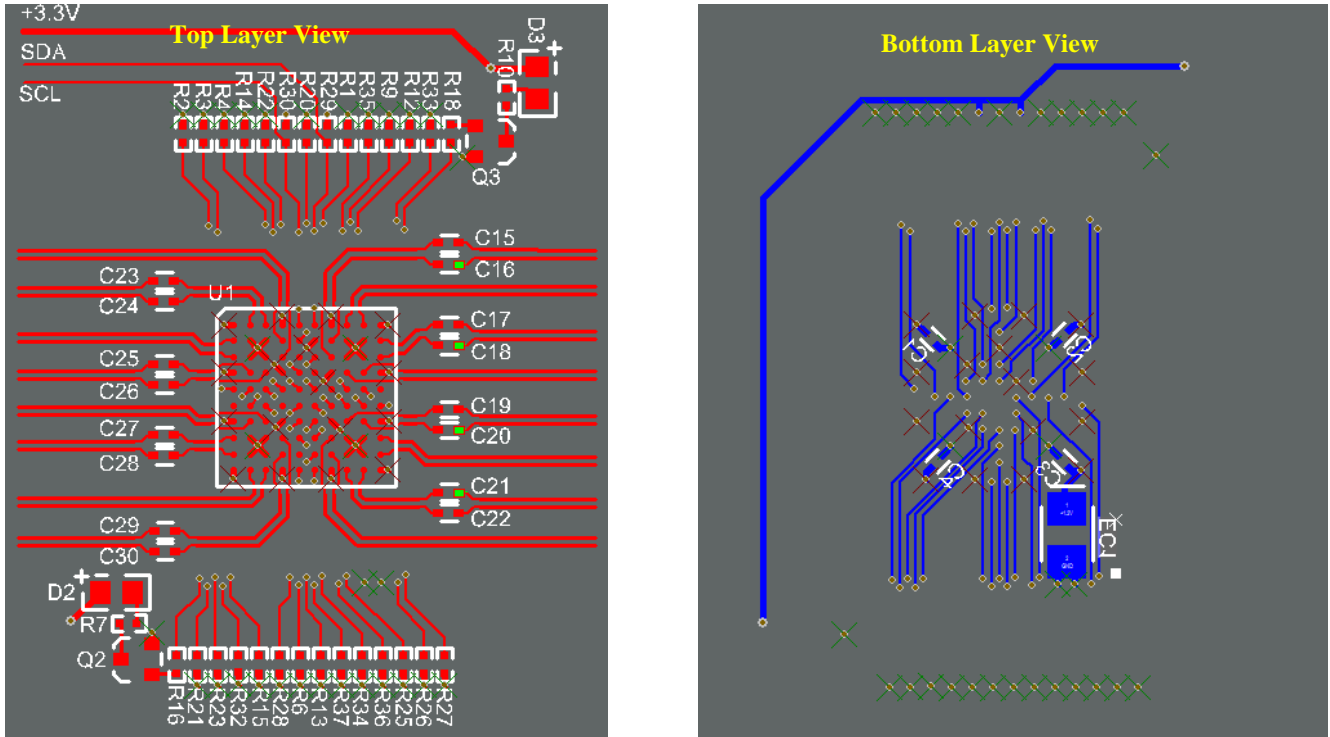 +3.3V
Top Layer View
D3
+
SDA
R10
SCL
R2
R4
R14
R22
R30
R20
R29
R1
R35
R9
R12
R18
Q3
C15
C16
C23
C24
U1
C17
C18
C25
C26
C19
C20
C27
C28
C21
C22
C29
C30
+
D2
R7
Q2
R16
R21
R23
R32
R15
R28
R6
R13
R37
R34
R36
R25
R26
R27
Bottom Layer View
C1
C4
C3
EC1
1
2
GND